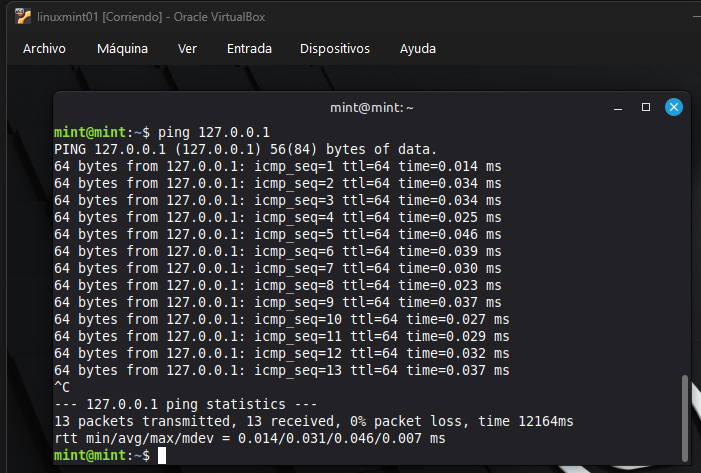 linuxmint01 [Corriendo] - Oracle VirtualBox
Archivo Máquina Ver Entrada Dispositivos Ayuda
mint@mint: ~
mint@mint:~$ ping 127.0.0.1
PING 127.0.0.1 (127.0.0.1) 56(84) bytes of data.
64 bytes from 127.0.0.1: icmp_seq=1 ttl=64 time=0.014 ms
64 bytes from 127.0.0.1: icmp_seq=2 ttl=64 time=0.034 ms
64 bytes from 127.0.0.1: icmp_seq=3 ttl=64 time=0.034 ms
64 bytes from 127.0.0.1: icmp_seq=4 ttl=64 time=0.025 ms
64 bytes from 127.0.0.1: icmp_seq=5 ttl=64 time=0.046 ms
64 bytes from 127.0.0.1: icmp_seq=6 ttl=64 time=0.039 ms
64 bytes from 127.0.0.1: icmp_seq=7 ttl=64 time=0.030 ms
64 bytes from 127.0.0.1: icmp_seq=8 ttl=64 time=0.023 ms
64 bytes from 127.0.0.1: icmp_seq=9 ttl=64 time=0.037 ms
64 bytes from 127.0.0.1: icmp_seq=10 ttl=64 time=0.027 ms
64 bytes from 127.0.0.1: icmp_seq=11 ttl=64 time=0.029 ms
64 bytes from 127.0.0.1: icmp_seq=12 ttl=64 time=0.032 ms
64 bytes from 127.0.0.1: icmp_seq=13 ttl=64 time=0.037 ms
^C
--- 127.0.0.1 ping statistics ---
13 packets transmitted, 13 received, 0% packet loss, time 12164ms
rtt min/avg/max/mdev = 0.014/0.031/0.046/0.007 ms
mint@mint:~$